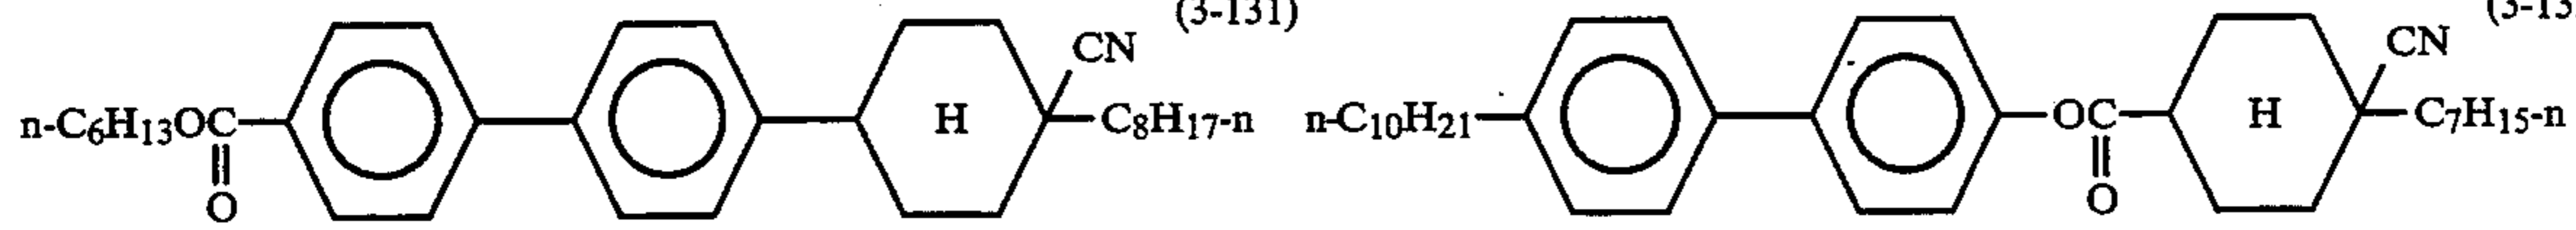 (3-131)
CN
n-C6H13OC
O
H
C8H17-n
CN
n-C10H21
OC
O
H
C7H15-n